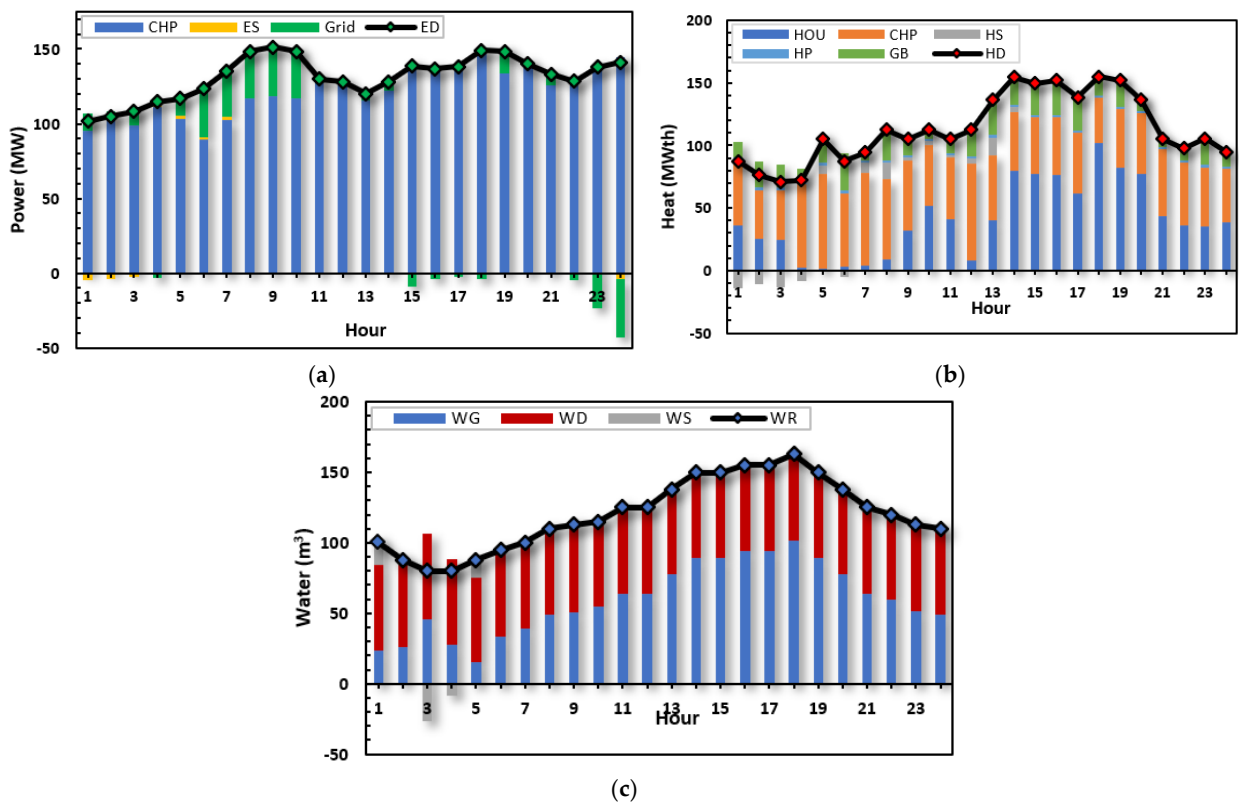 CHP ES Grid ED
150
100
50
0
-50
Power (MW)
1 3 5 7 9 11 13 15 17 19 21 23
Hour
(a)
HOU CHP HS
HP GB HD
200
150
100
50
0
-50
Heat (MWth)
1 3 5 7 9 11 13 15 17 19 21 23
Hour
(b)
WG WD WS WR
200
150
100
50
0
-50
Water (m³)
1 3 5 7 9 11 13 15 17 19 21 23
Hour
(c)